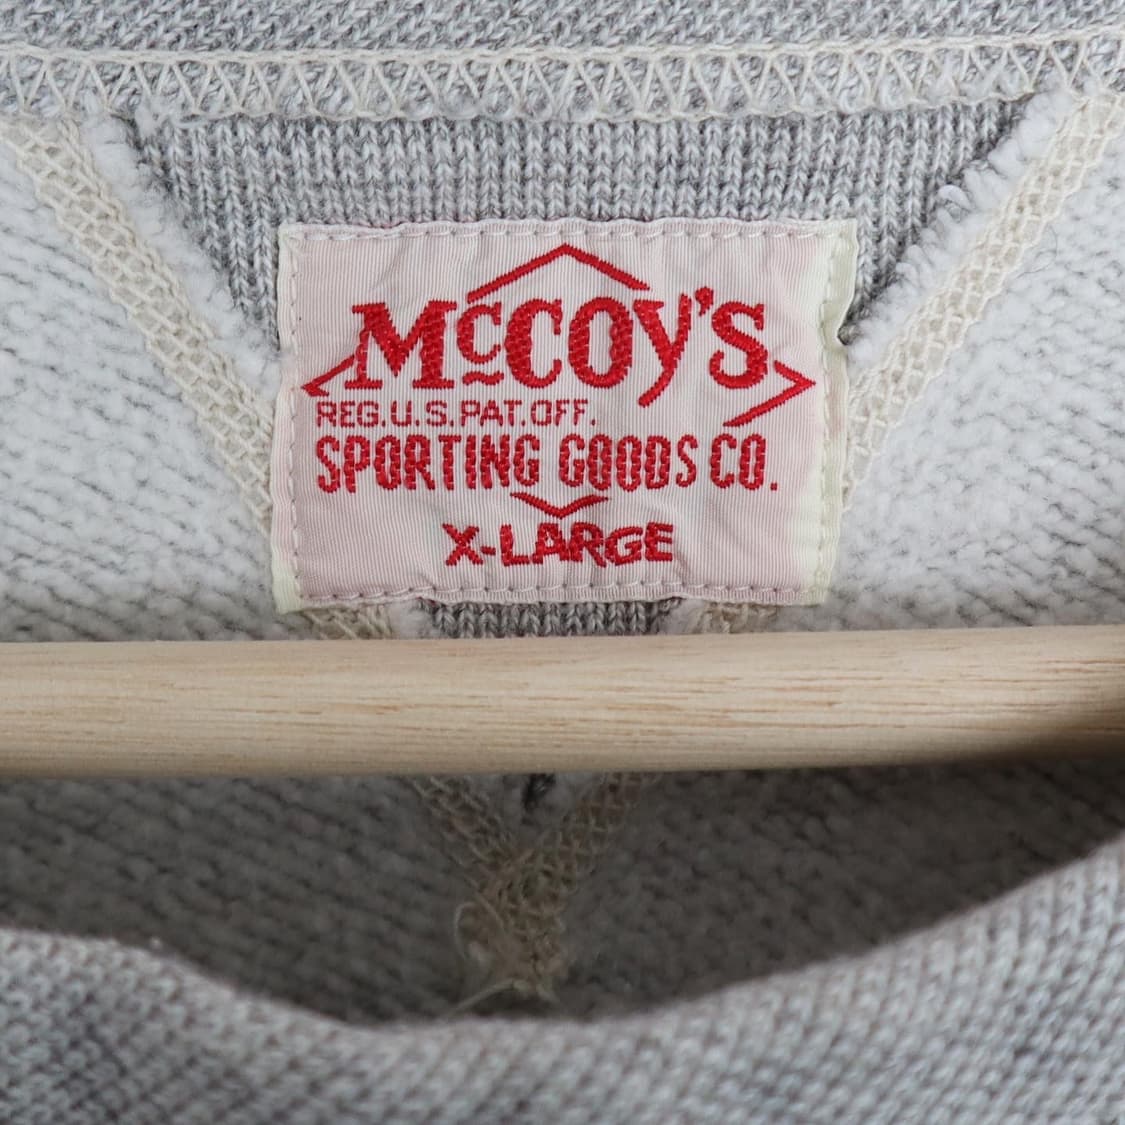 McCOY'S
REG.U.S.PAT.OFF.
SPORTING GOODS CO.
X-LARGE